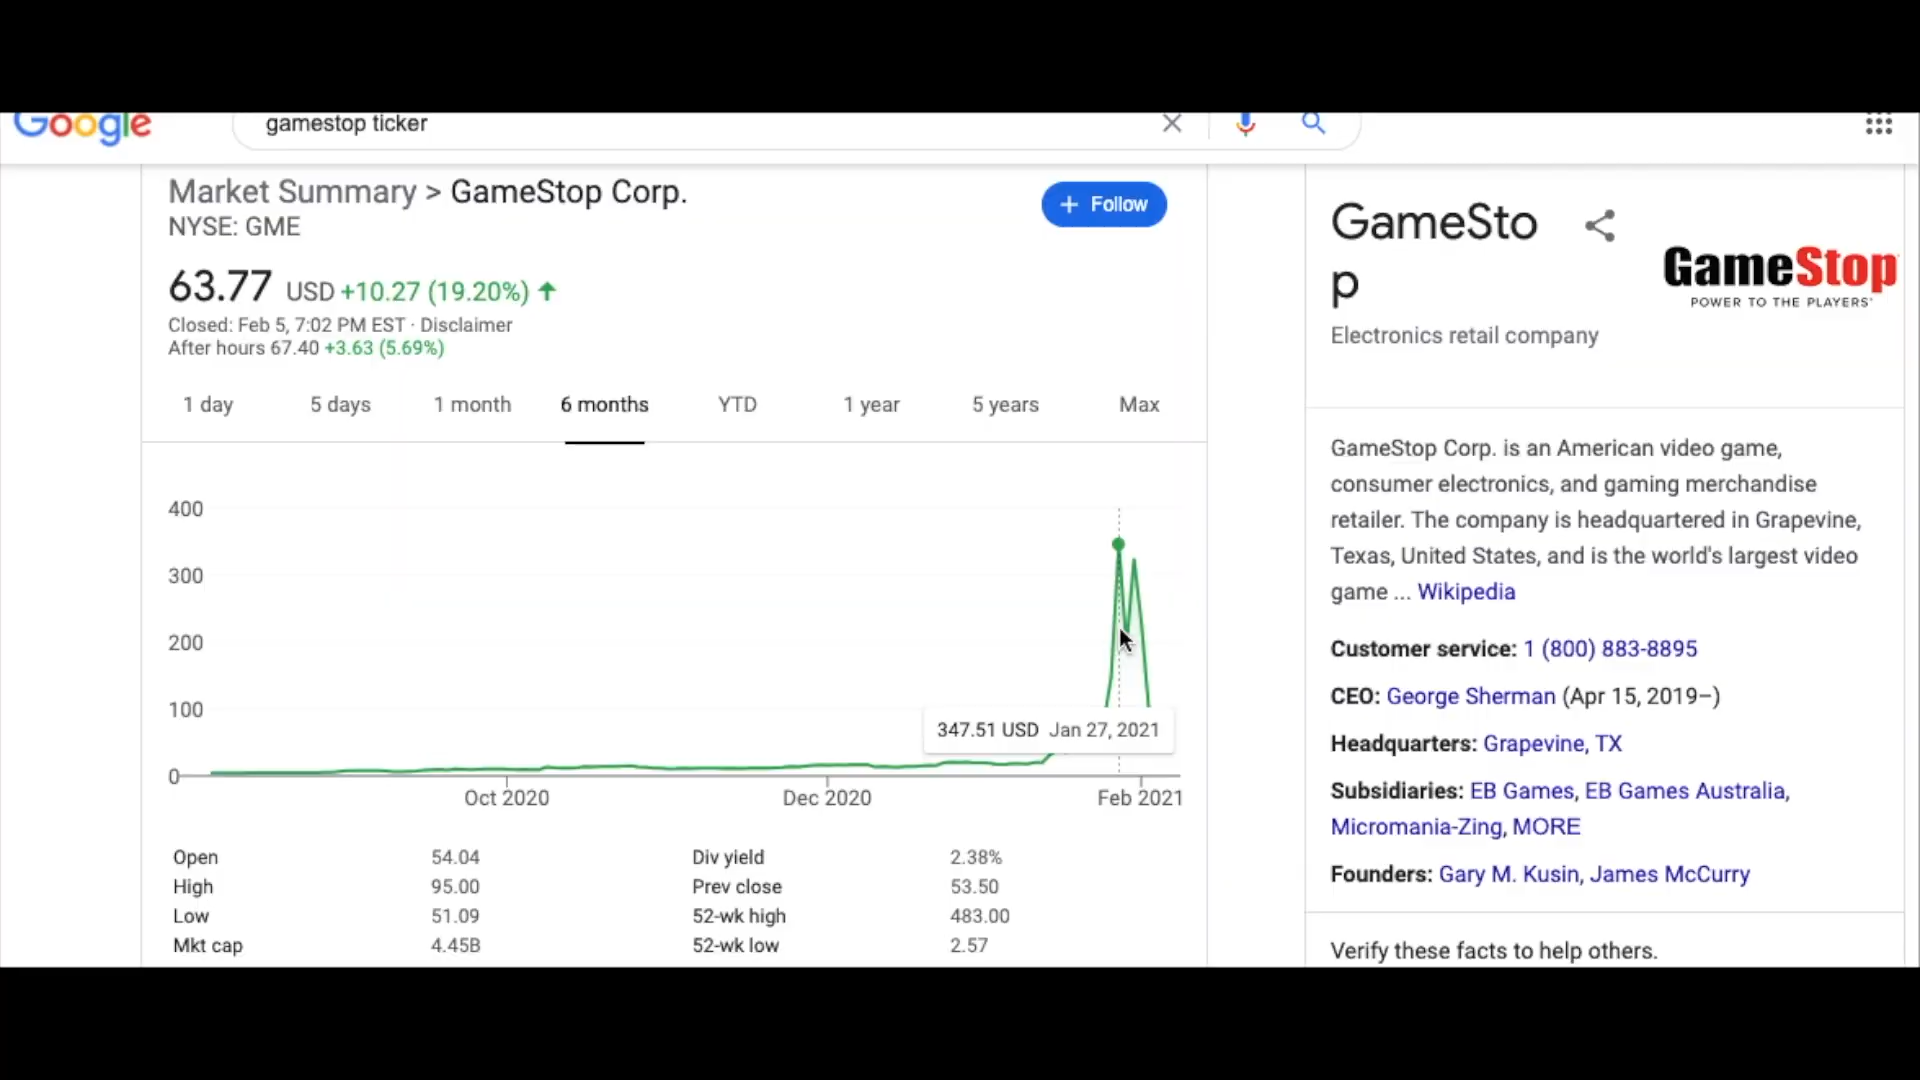 Google
gamestop ticker
Market Summary > GameStop Corp.
NYSE: GME
+ Follow
63.77 USD +10.27 (19.20%)
Closed: Feb 5, 7:02 PM EST · Disclaimer
After hours 67.40 +3.63 (5.69%)
1 day 5 days 1 month 6 months YTD 1 year 5 years Max
400
300
200
100
0
347.51 USD Jan 27, 2021
Oct 2020 Dec 2020 Feb 2021
Open 54.04 Div yield 2.38%
High 95.00 Prev close 53.50
Low 51.09 52-wk high 483.00
Mkt cap 4.45B 52-wk low 2.57
GameSto
p
GameStop
POWER TO THE PLAYERS
Electronics retail company
GameStop Corp. is an American video game,
consumer electronics, and gaming merchandise
retailer. The company is headquartered in Grapevine,
Texas, United States, and is the world's largest video
game ... Wikipedia
Customer service: 1 (800) 883-8895
CEO: George Sherman (Apr 15, 2019–)
Headquarters: Grapevine, TX
Subsidiaries: EB Games, EB Games Australia,
Micromania-Zing, MORE
Founders: Gary M. Kusin, James McCurry
Verify these facts to help others.